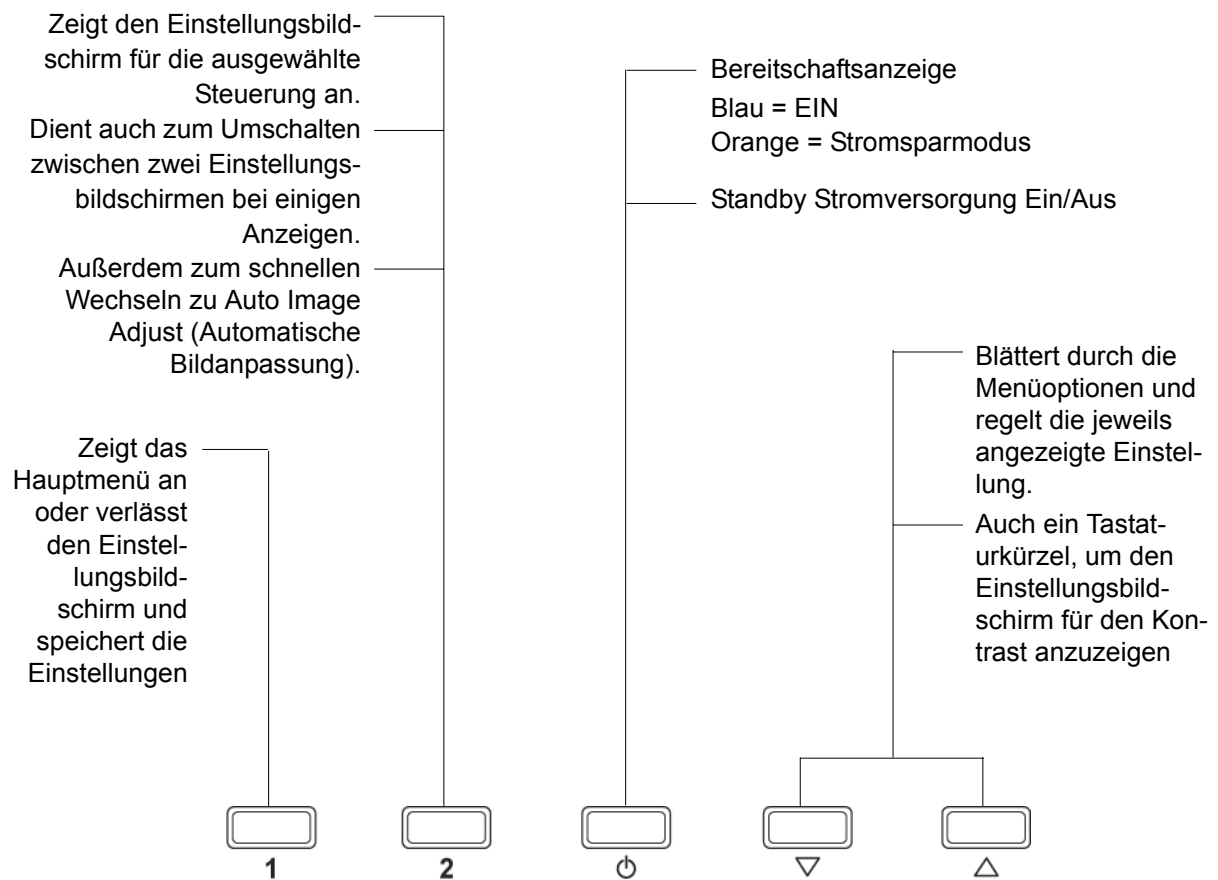 Zeigt den Einstellungsbild-
schirm für die ausgewählte
Steuerung an.
Dient auch zum Umschalten
zwischen zwei Einstellungs-
bildschirmen bei einigen
Anzeigen.
Außerdem zum schnellen
Wechseln zu Auto Image
Adjust (Automatische
Bildanpassung).
Zeigt das
Hauptmenü an
oder verlässt
den Einstel-
lungsbild-
schirm und
speichert die
Einstellungen
Bereitschaftsanzeige
Blau = EIN
Orange = Stromsparmodus
Standby Stromversorgung Ein/Aus
Blättert durch die
Menüoptionen und
regelt die jeweils
angezeigte Einstel-
lung.
Auch ein Tastat-
urkürzel, um den
Einstellungsbild-
schirm für den Kon-
trast anzuzeigen
1
2